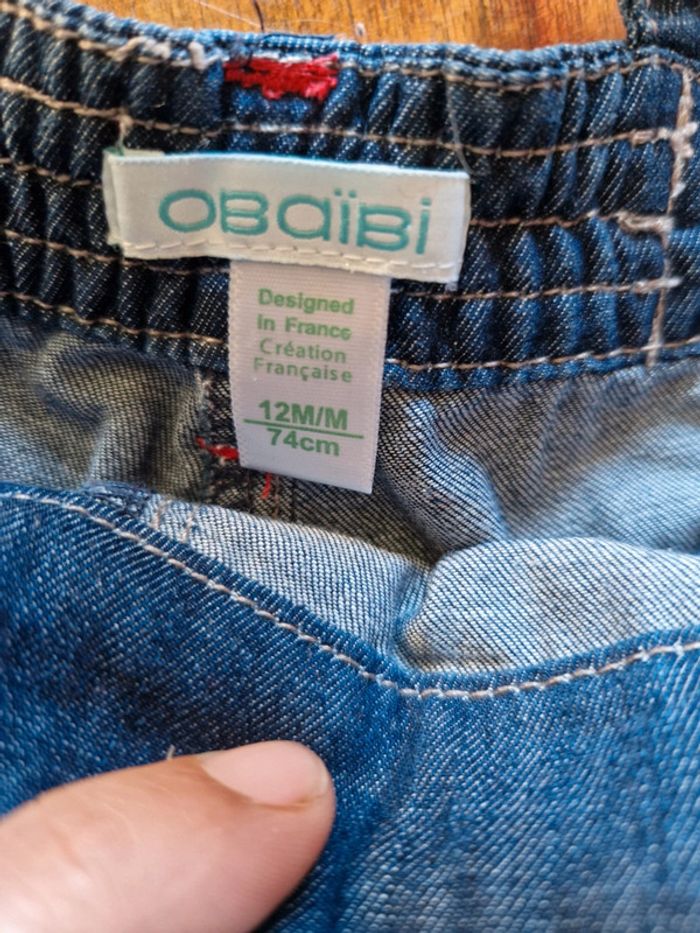 OBaïBi
Designed
in France
Création
Française
12M/M
74cm